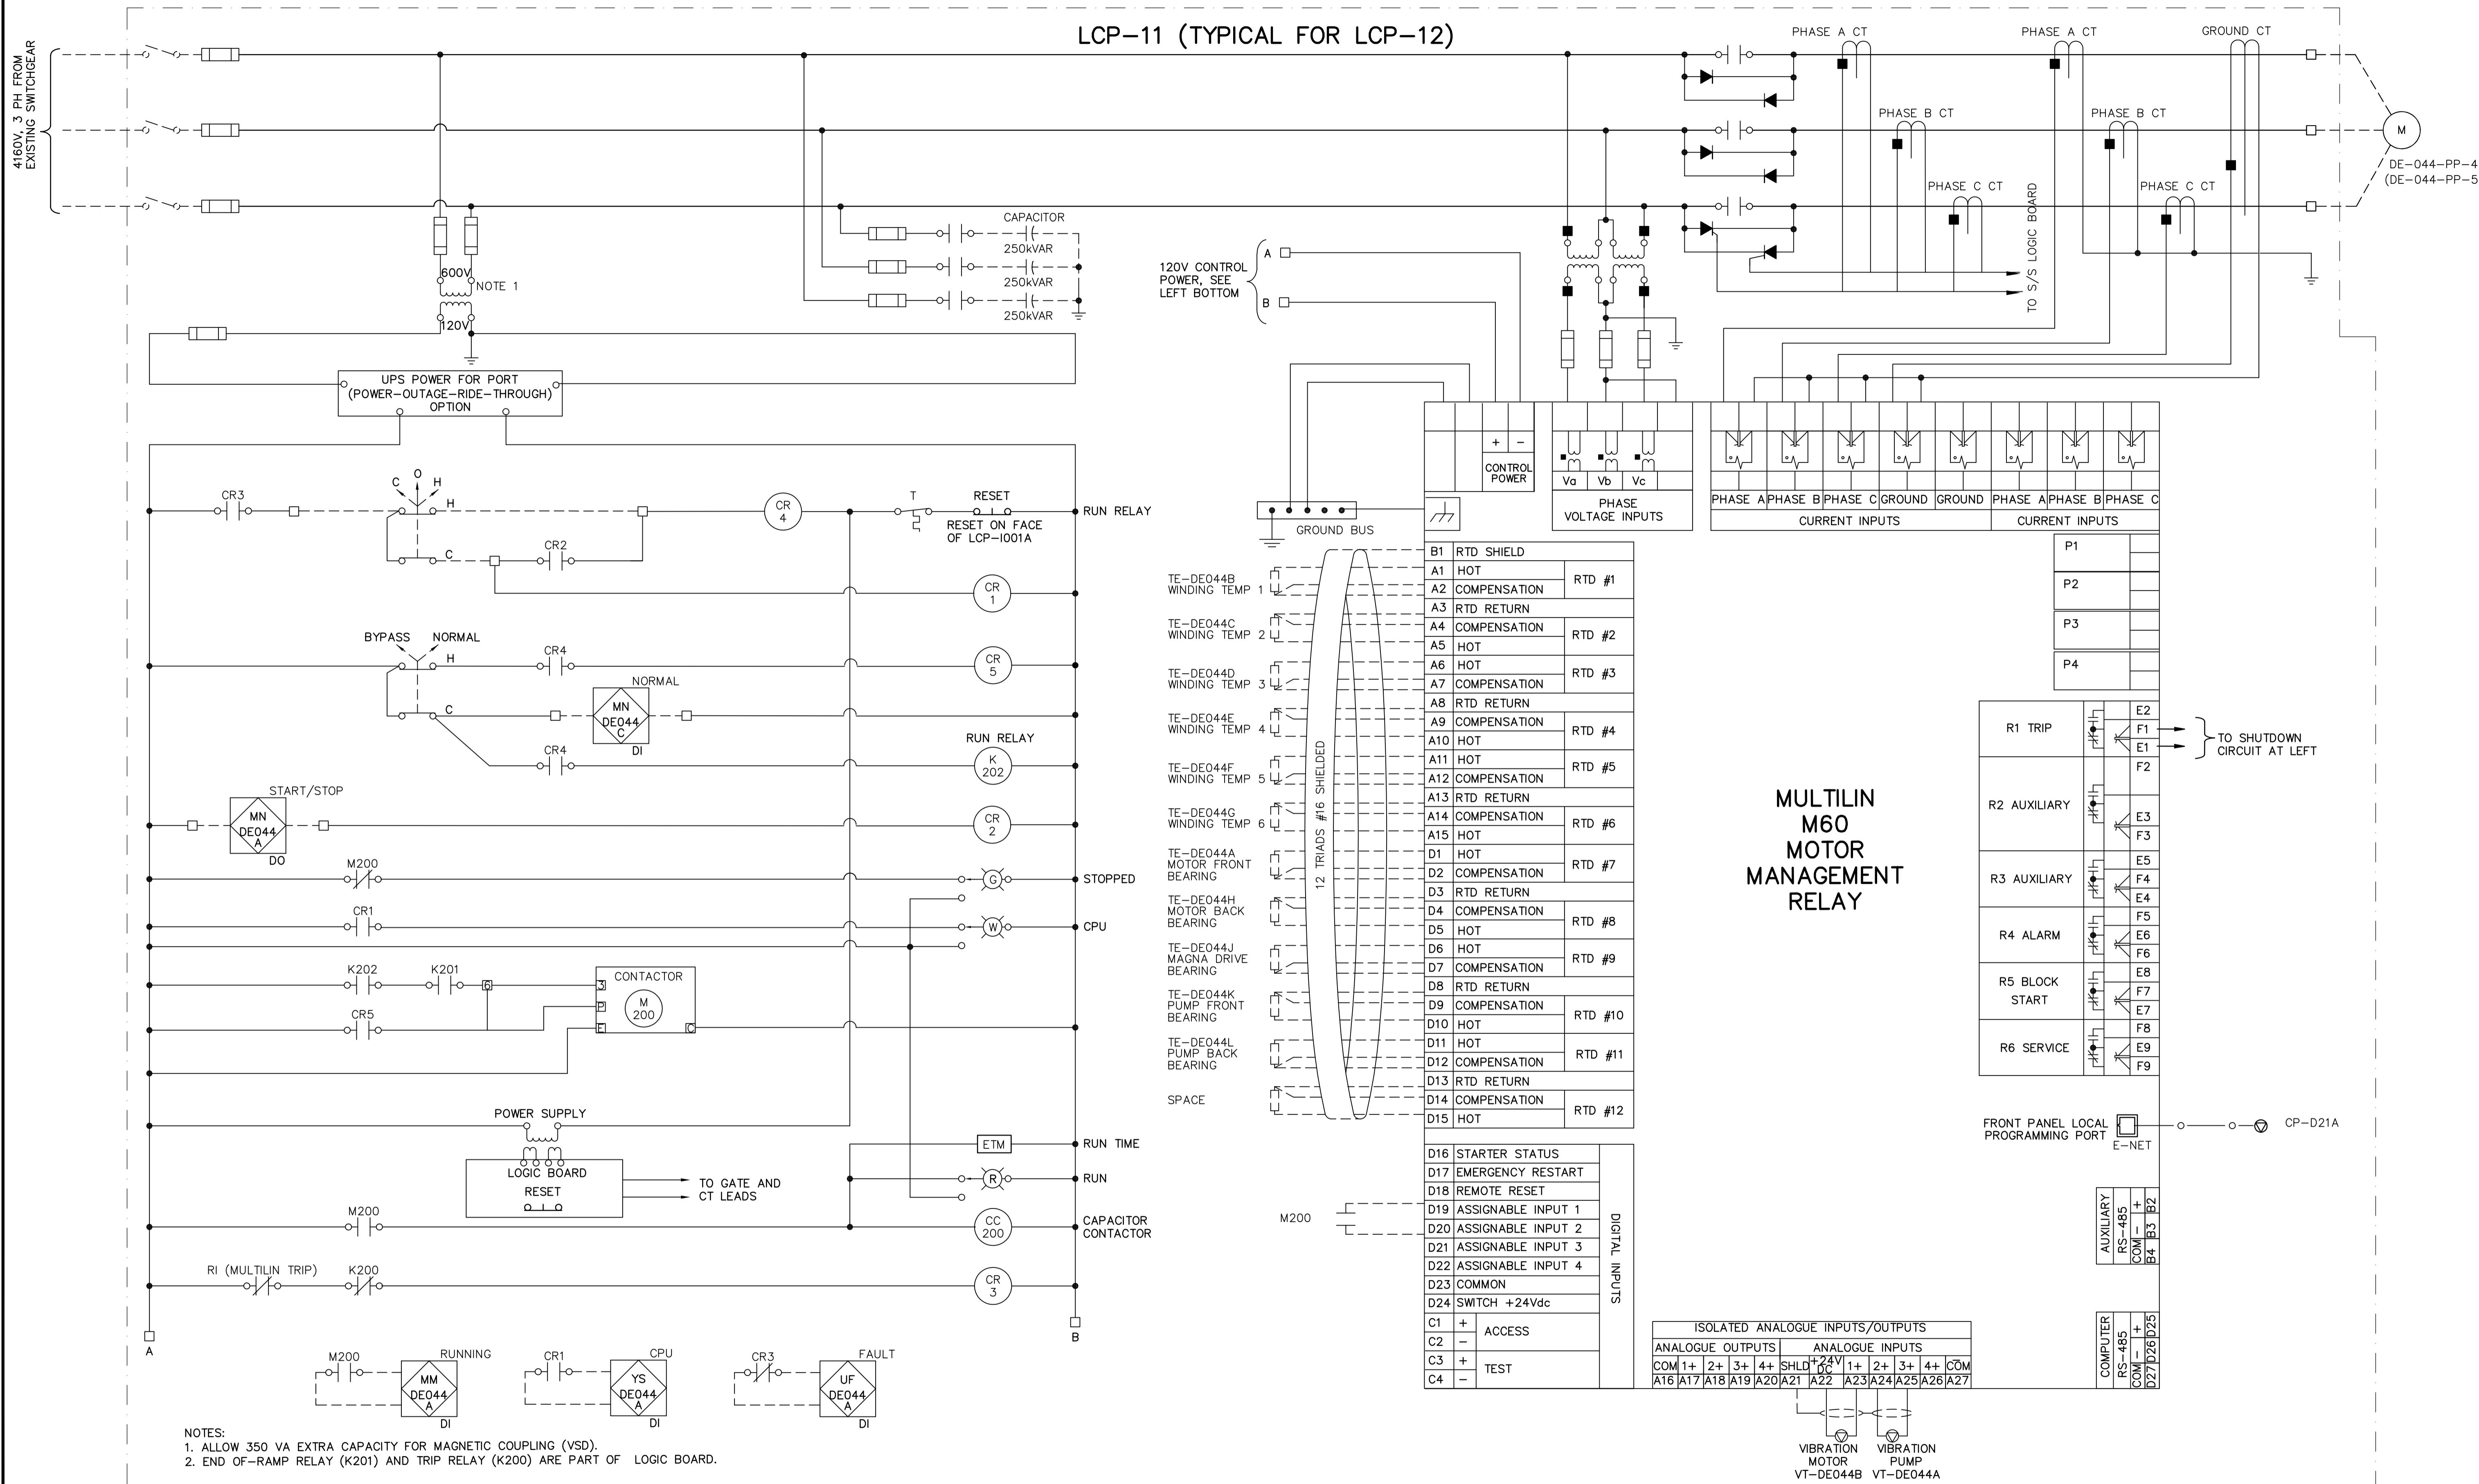 LCP-11 (TYPICAL FOR LCP-12)
4160V, 3 PH FROM
EXISTING SWITCHGEAR
PHASE A CT
PHASE A CT
GROUND CT
PHASE B CT
PHASE B CT
PHASE C CT
PHASE C CT
M
DE-044-PP-4
(DE-044-PP-5
TO S/S LOGIC BOARD
CAPACITOR
250kVAR
250kVAR
250kVAR
600V
NOTE 1
120V
120V CONTROL
POWER, SEE
LEFT BOTTOM
A
B
UPS POWER FOR PORT
(POWER-OUTAGE-RIDE-THROUGH)
OPTION
C O H
CR3
H
CR
4
T
RESET
RUN RELAY
RESET ON FACE
OF LCP-I001A
C
CR2
CR
1
BYPASS NORMAL
H
CR4
CR
5
NORMAL
C
MN
DE044
C
DI
CR4
RUN RELAY
K
202
START/STOP
MN
DE044
A
DO
CR
2
M200
G
STOPPED
CR1
W
CPU
K202
K201
6
CONTACTOR
3
P
E
C
M
200
CR5
POWER SUPPLY
LOGIC BOARD
RESET
TO GATE AND
CT LEADS
ETM
RUN TIME
R
RUN
M200
CC
200
CAPACITOR
CONTACTOR
RI (MULTILIN TRIP)
K200
CR
3
A
B
M200
RUNNING
MM
DE044
A
DI
CR1
CPU
YS
DE044
A
DI
CR3
FAULT
UF
DE044
A
DI
NOTES:
1. ALLOW 350 VA EXTRA CAPACITY FOR MAGNETIC COUPLING (VSD).
2. END OF-RAMP RELAY (K201) AND TRIP RELAY (K200) ARE PART OF LOGIC BOARD.
+ -
CONTROL
POWER
Va Vb Vc
PHASE
VOLTAGE INPUTS
PHASE A PHASE B PHASE C GROUND GROUND PHASE A PHASE B PHASE C
CURRENT INPUTS
CURRENT INPUTS
GROUND BUS
12 TRIADS #16 SHIELDED
TE-DE044B
WINDING TEMP 1
TE-DE044C
WINDING TEMP 2
TE-DE044D
WINDING TEMP 3
TE-DE044E
WINDING TEMP 4
TE-DE044F
WINDING TEMP 5
TE-DE044G
WINDING TEMP 6
TE-DE044A
MOTOR FRONT
BEARING
TE-DE044H
MOTOR BACK
BEARING
TE-DE044J
MAGNA DRIVE
BEARING
TE-DE044K
PUMP FRONT
BEARING
TE-DE044L
PUMP BACK
BEARING
SPACE
B1 RTD SHIELD
A1 HOT
RTD #1
A2 COMPENSATION
A3 RTD RETURN
A4 COMPENSATION
RTD #2
A5 HOT
A6 HOT
RTD #3
A7 COMPENSATION
A8 RTD RETURN
A9 COMPENSATION
RTD #4
A10 HOT
A11 HOT
RTD #5
A12 COMPENSATION
A13 RTD RETURN
A14 COMPENSATION
RTD #6
A15 HOT
D1 HOT
RTD #7
D2 COMPENSATION
D3 RTD RETURN
D4 COMPENSATION
RTD #8
D5 HOT
D6 HOT
RTD #9
D7 COMPENSATION
D8 RTD RETURN
D9 COMPENSATION
RTD #10
D10 HOT
D11 HOT
RTD #11
D12 COMPENSATION
D13 RTD RETURN
D14 COMPENSATION
RTD #12
D15 HOT
M200
D16 STARTER STATUS
D17 EMERGENCY RESTART
D18 REMOTE RESET
D19 ASSIGNABLE INPUT 1
D20 ASSIGNABLE INPUT 2
D21 ASSIGNABLE INPUT 3
D22 ASSIGNABLE INPUT 4
D23 COMMON
D24 SWITCH +24Vdc
C1 +
ACCESS
C2 -
C3 +
TEST
C4 -
DIGITAL INPUTS
MULTILIN
M60
MOTOR
MANAGEMENT
RELAY
P1
P2
P3
P4
R1 TRIP
E2
F1
E1
TO SHUTDOWN
CIRCUIT AT LEFT
R2 AUXILIARY
F2
E3
F3
R3 AUXILIARY
E5
F4
E4
R4 ALARM
F5
E6
F6
R5 BLOCK
START
E8
F7
E7
R6 SERVICE
F8
E9
F9
FRONT PANEL LOCAL
PROGRAMMING PORT
E-NET
CP-D21A
AUXILIARY
RS-485
COM - +
B4 B3 B2
COMPUTER
RS-485
COM - +
D27 D26 D25
ISOLATED ANALOGUE INPUTS/OUTPUTS
ANALOGUE OUTPUTS ANALOGUE INPUTS
COM 1+ 2+ 3+ 4+ SHLD +24V DC 1+ 2+ 3+ 4+ COM
A16 A17 A18 A19 A20 A21 A22 A23 A24 A25 A26 A27
VIBRATION
MOTOR
VT-DE044B
VIBRATION
PUMP
VT-DE044A